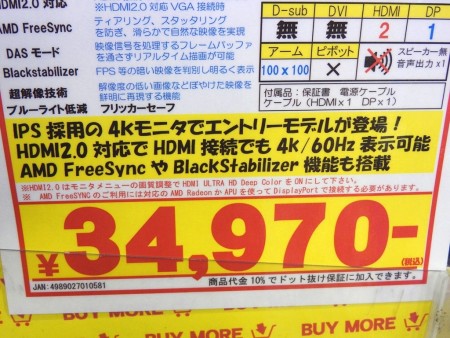 HDMI2.0 対応
※HDMI2.0 対応 VGA 接続時
AMD FreeSync
ティアリング、スタッタリング
を防ぎ、滑らかで自然な映像を実現
DAS モード
映像信号を処理するフレームバッファ
を通さずリアルタイム描画が可能
Blackstabilizer
FPS 等の暗い映像を判別し明るく表示
超解像技術
解像度の低い画像などぼやけた映像を
鮮明に再現する機能
ブルーライト低減 フリッカーセーフ
D-sub DVI HDMI DP
無 無 2 1
アーム ピボット スピーカー無
音声出力 x1
100x100 ×
付属品：保証書 電源ケーブル
ケーブル（HDMIx1 DPx1）
IPS 採用の 4kモニタでエントリーモデルが登場！
HDMI2.0 対応で HDMI 接続でも 4k/60Hz 表示可能
AMD FreeSync や BlackStabilizer 機能も搭載
※HDMI2.0 はモニタメニューの画質調整で HDMI ULTRA HD Deep Color を ON にして下さい。
※ AMD FreeSYNC のご利用には対応の AMD Radeon か APU を使って DisplayPort で接続する必要があります。
¥34,970-
(税込)
JAN: 4989027010581
商品代金 10% でドット抜け保証に加入できます。
BUY MORE
BUY MORE
BUY MORE